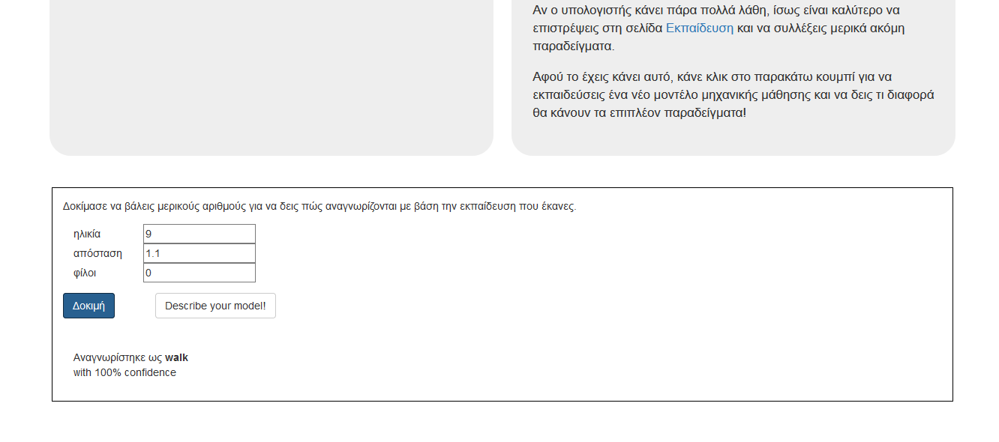 Αν ο υπολογιστής κάνει πάρα πολλά λάθη, ίσως είναι καλύτερο να
επιστρέψεις στη σελίδα Εκπαίδευση και να συλλέξεις μερικά ακόμη
παραδείγματα.
Αφού το έχεις κάνει αυτό, κάνε κλικ στο παρακάτω κουμπί για να
εκπαιδεύσεις ένα νέο μοντέλο μηχανικής μάθησης και να δεις τι διαφορά
θα κάνουν τα επιπλέον παραδείγματα!
Δοκίμασε να βάλεις μερικούς αριθμούς για να δεις πώς αναγνωρίζονται με βάση την εκπαίδευση που έκανες.
ηλικία 9
απόσταση 1.1
φίλοι 0
Δοκιμή Describe your model!
Αναγνωρίστηκε ως walk
with 100% confidence